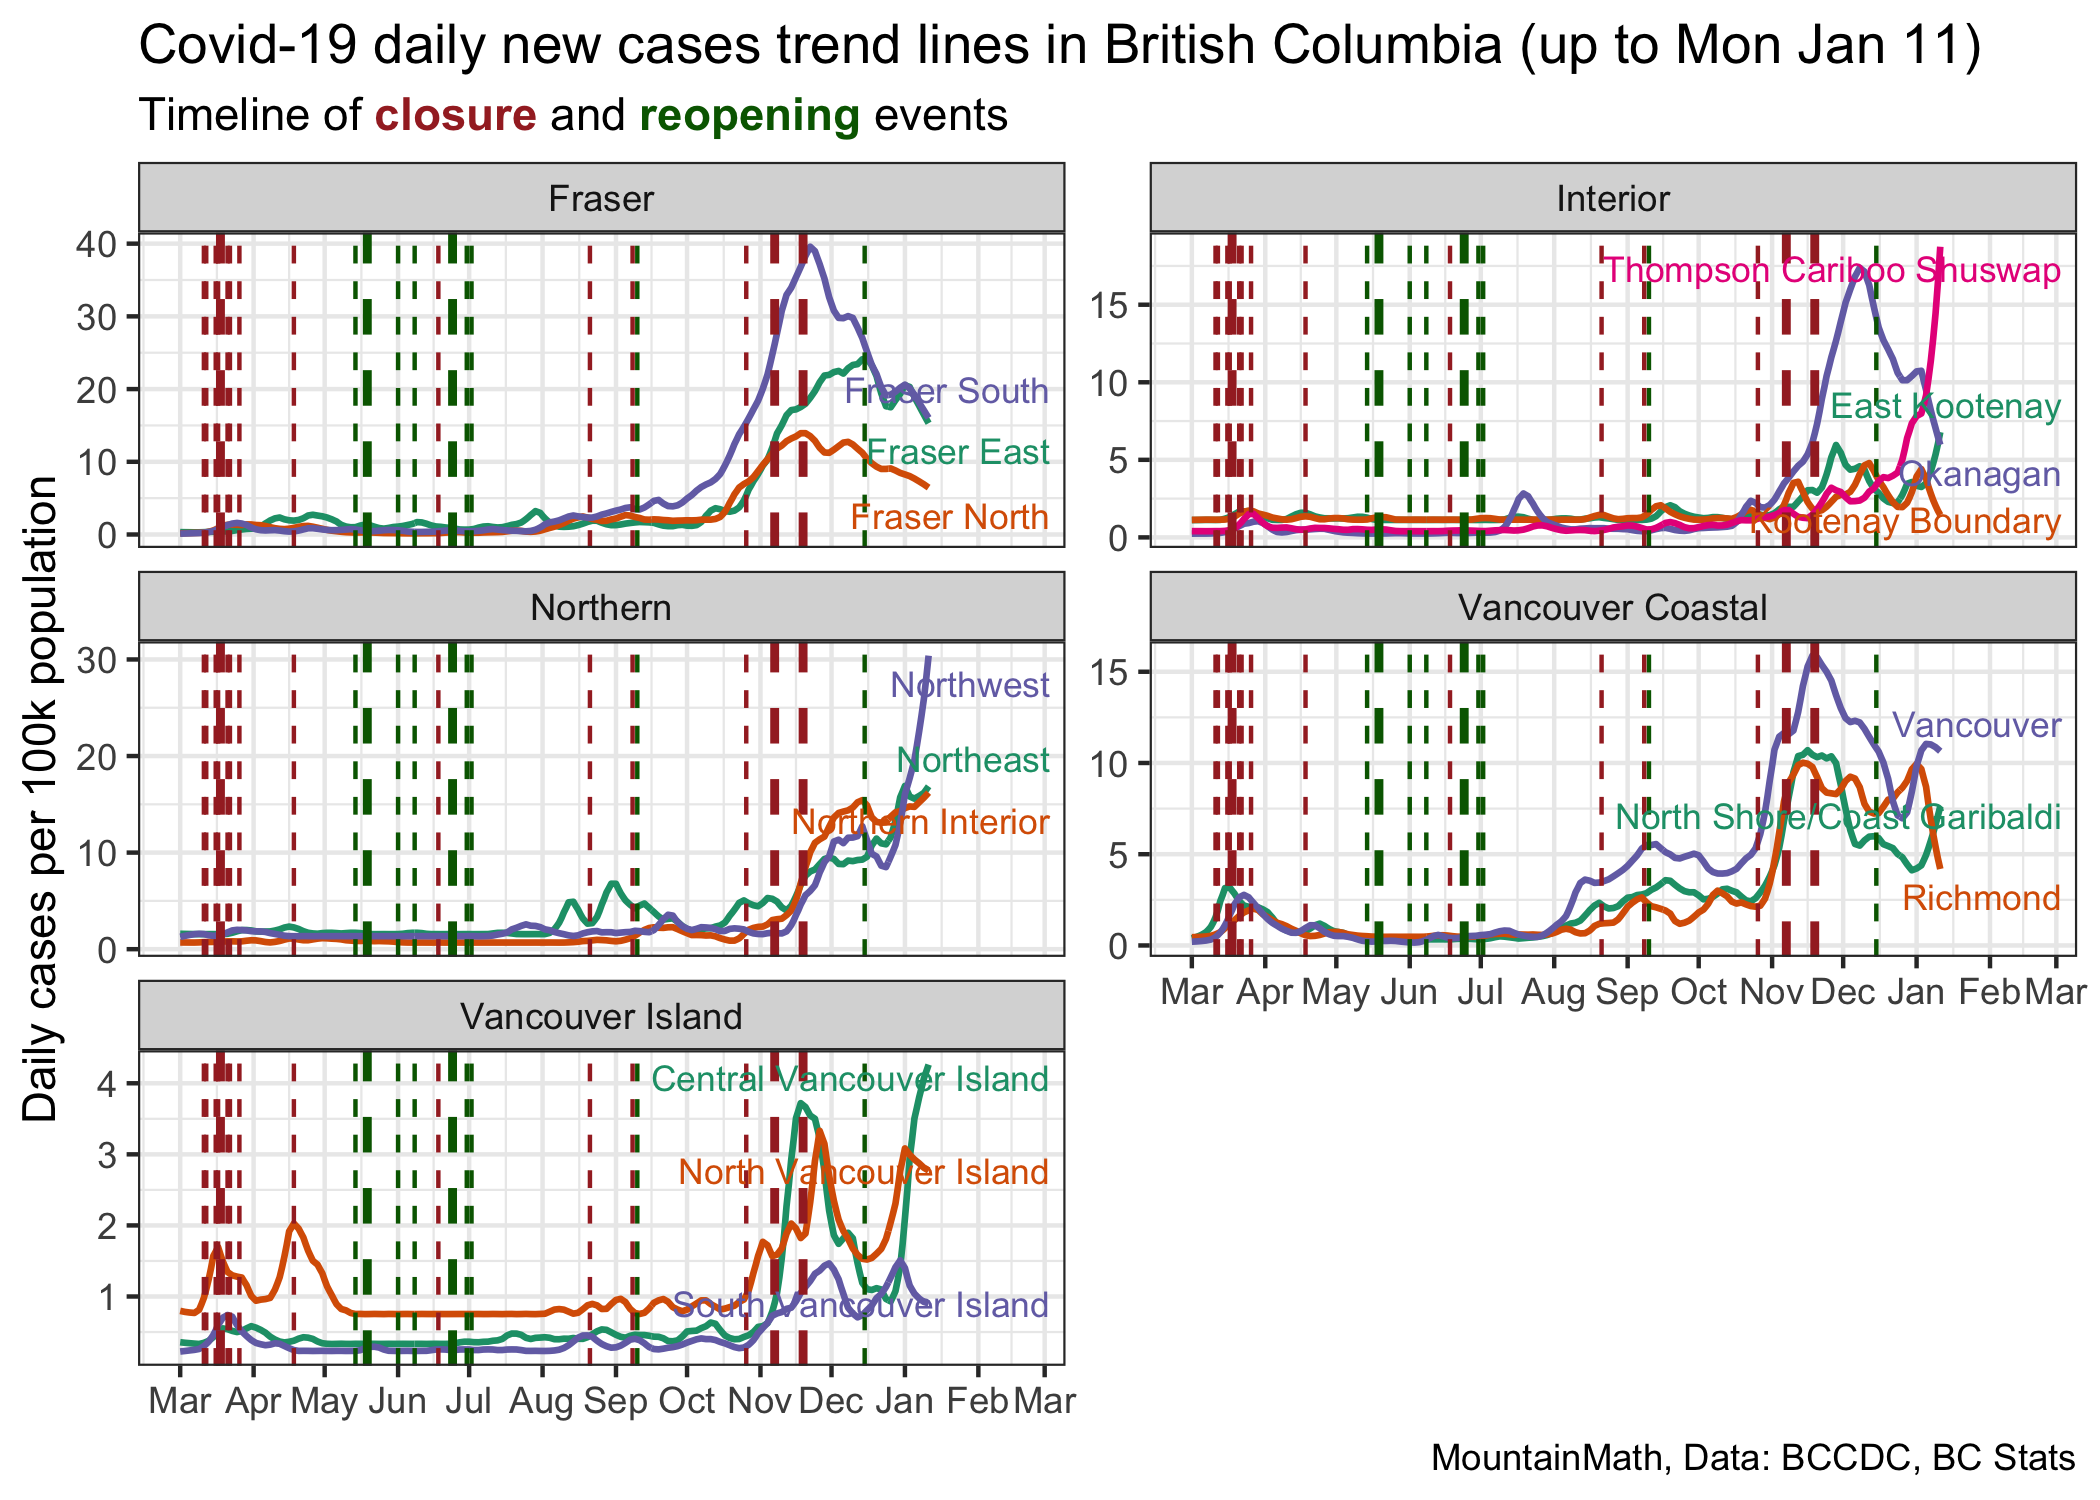 Covid-19 daily new cases trend lines in British Columbia (up to Mon Jan 11)
Timeline of closure and reopening events
Daily cases per 100k population
Fraser
40
30
20
10
0
Fraser South
Fraser East
Fraser North
Interior
15
10
5
0
Thompson Cariboo Shuswap
East Kootenay
Okanagan
Kootenay Boundary
Northern
30
20
10
0
Northwest
Northeast
Northern Interior
Vancouver Coastal
15
10
5
0
Vancouver
North Shore/Coast Garibaldi
Richmond
Mar Apr May Jun Jul Aug Sep Oct Nov Dec Jan Feb Mar
Vancouver Island
4
3
2
1
Central Vancouver Island
North Vancouver Island
South Vancouver Island
Mar Apr May Jun Jul Aug Sep Oct Nov Dec Jan Feb Mar
MountainMath, Data: BCCDC, BC Stats